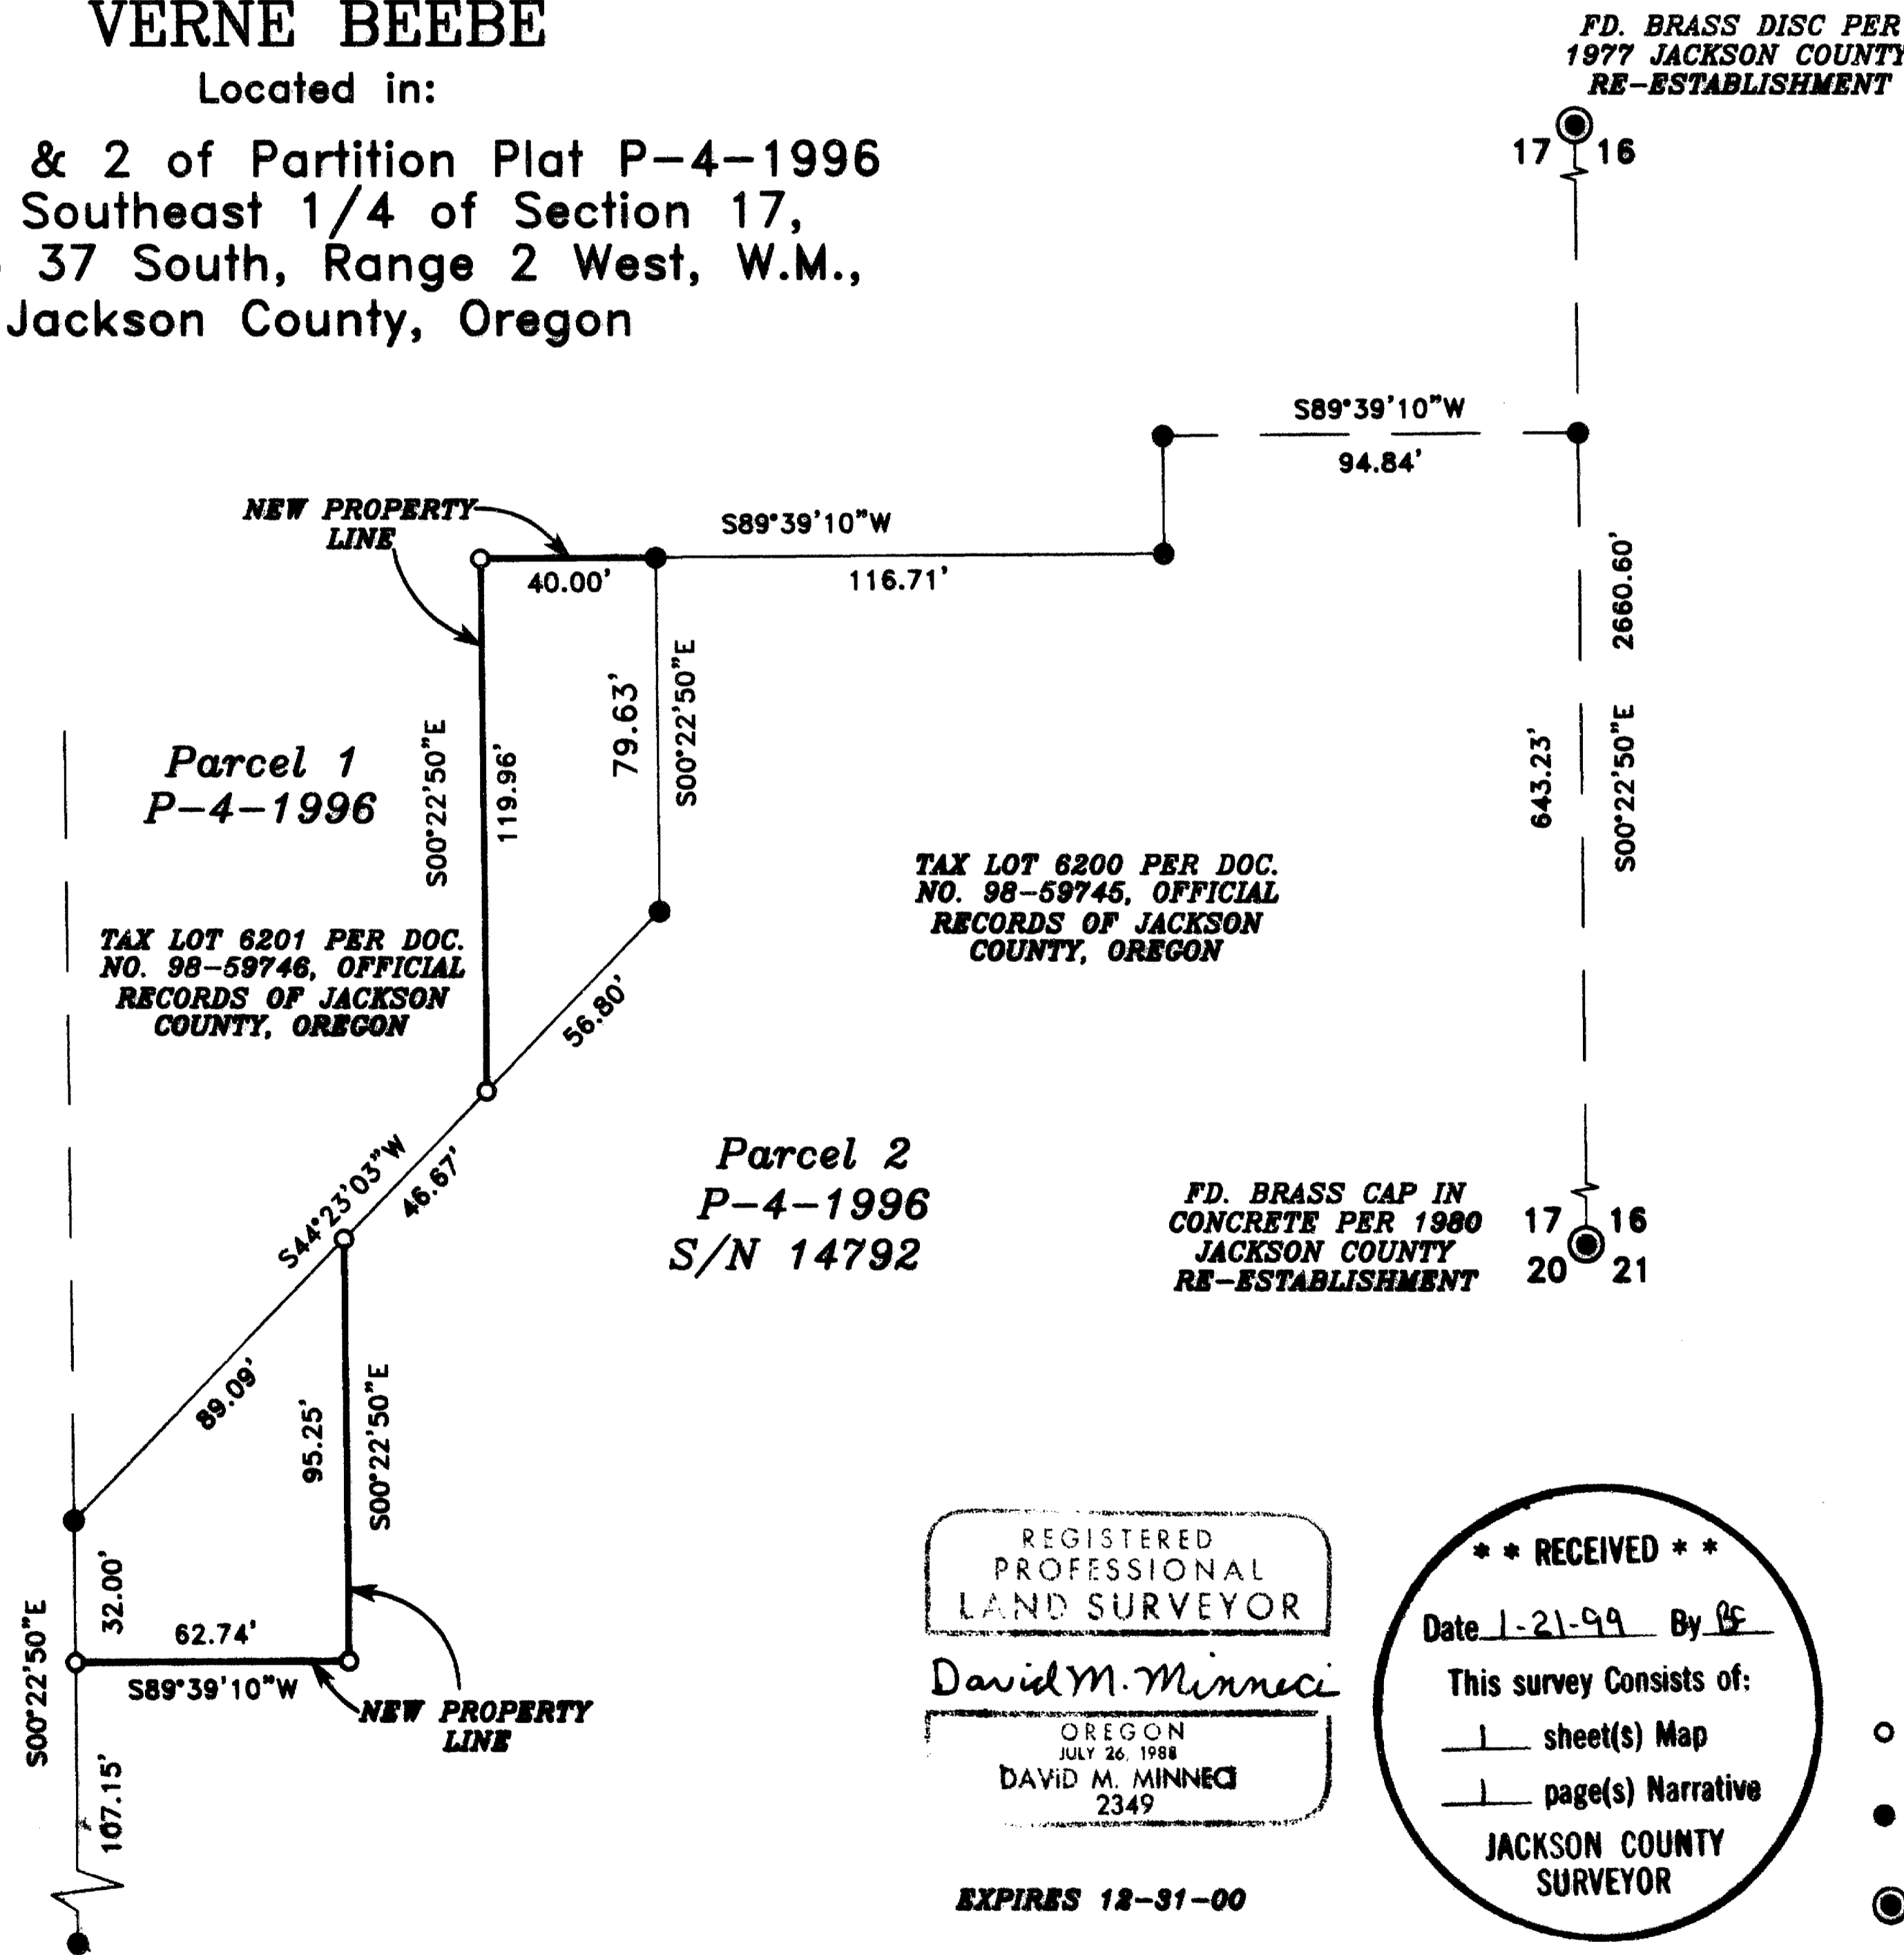 VERNE BEEBE
Located in:
& 2 of Partition Plat P-4-1996
Southeast 1/4 of Section 17,
37 South, Range 2 West, W.M.,
Jackson County, Oregon
FD. BRASS DISC PER
1977 JACKSON COUNTY
RE-ESTABLISHMENT
17 16
S89°39'10"W
94.84'
NEW PROPERTY
LINE
S89°39'10"W
40.00'
116.71'
2660.60'
S00°22'50"E
643.23'
79.63'
S00°22'50"E
S00°22'50"E
119.96'
Parcel 1
P-4-1996
TAX LOT 6200 PER DOC.
NO. 98-59745, OFFICIAL
RECORDS OF JACKSON
COUNTY, OREGON
TAX LOT 6201 PER DOC.
NO. 98-59746, OFFICIAL
RECORDS OF JACKSON
COUNTY, OREGON
56.80'
S44°23'03"W
46.67'
Parcel 2
P-4-1996
S/N 14792
FD. BRASS CAP IN
CONCRETE PER 1980
JACKSON COUNTY
RE-ESTABLISHMENT
17 16
20 21
89.09'
95.25'
S00°22'50"E
32.00'
62.74'
S89°39'10"W
S00°22'50"E
107.15'
NEW PROPERTY
LINE
REGISTERED
PROFESSIONAL
LAND SURVEYOR
David M. Minneci
OREGON
JULY 26, 1988
DAVID M. MINNECI
2349
EXPIRES 12-31-00
* * RECEIVED * *
Date 1-21-99 By
This survey Consists of:
1 sheet(s) Map
1 page(s) Narrative
JACKSON COUNTY
SURVEYOR